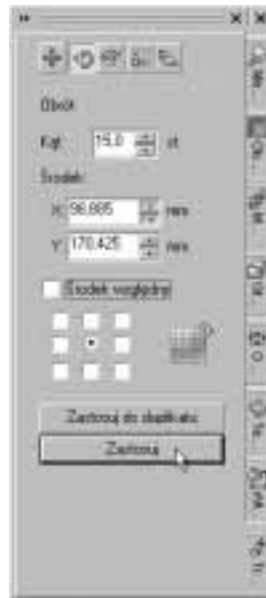 Obrót
Kąt: 15,0 st
Środek:
X: 96,885 mm
Y: 170,425 mm
Środek względny
Zastosuj do duplikatu
Zastosuj